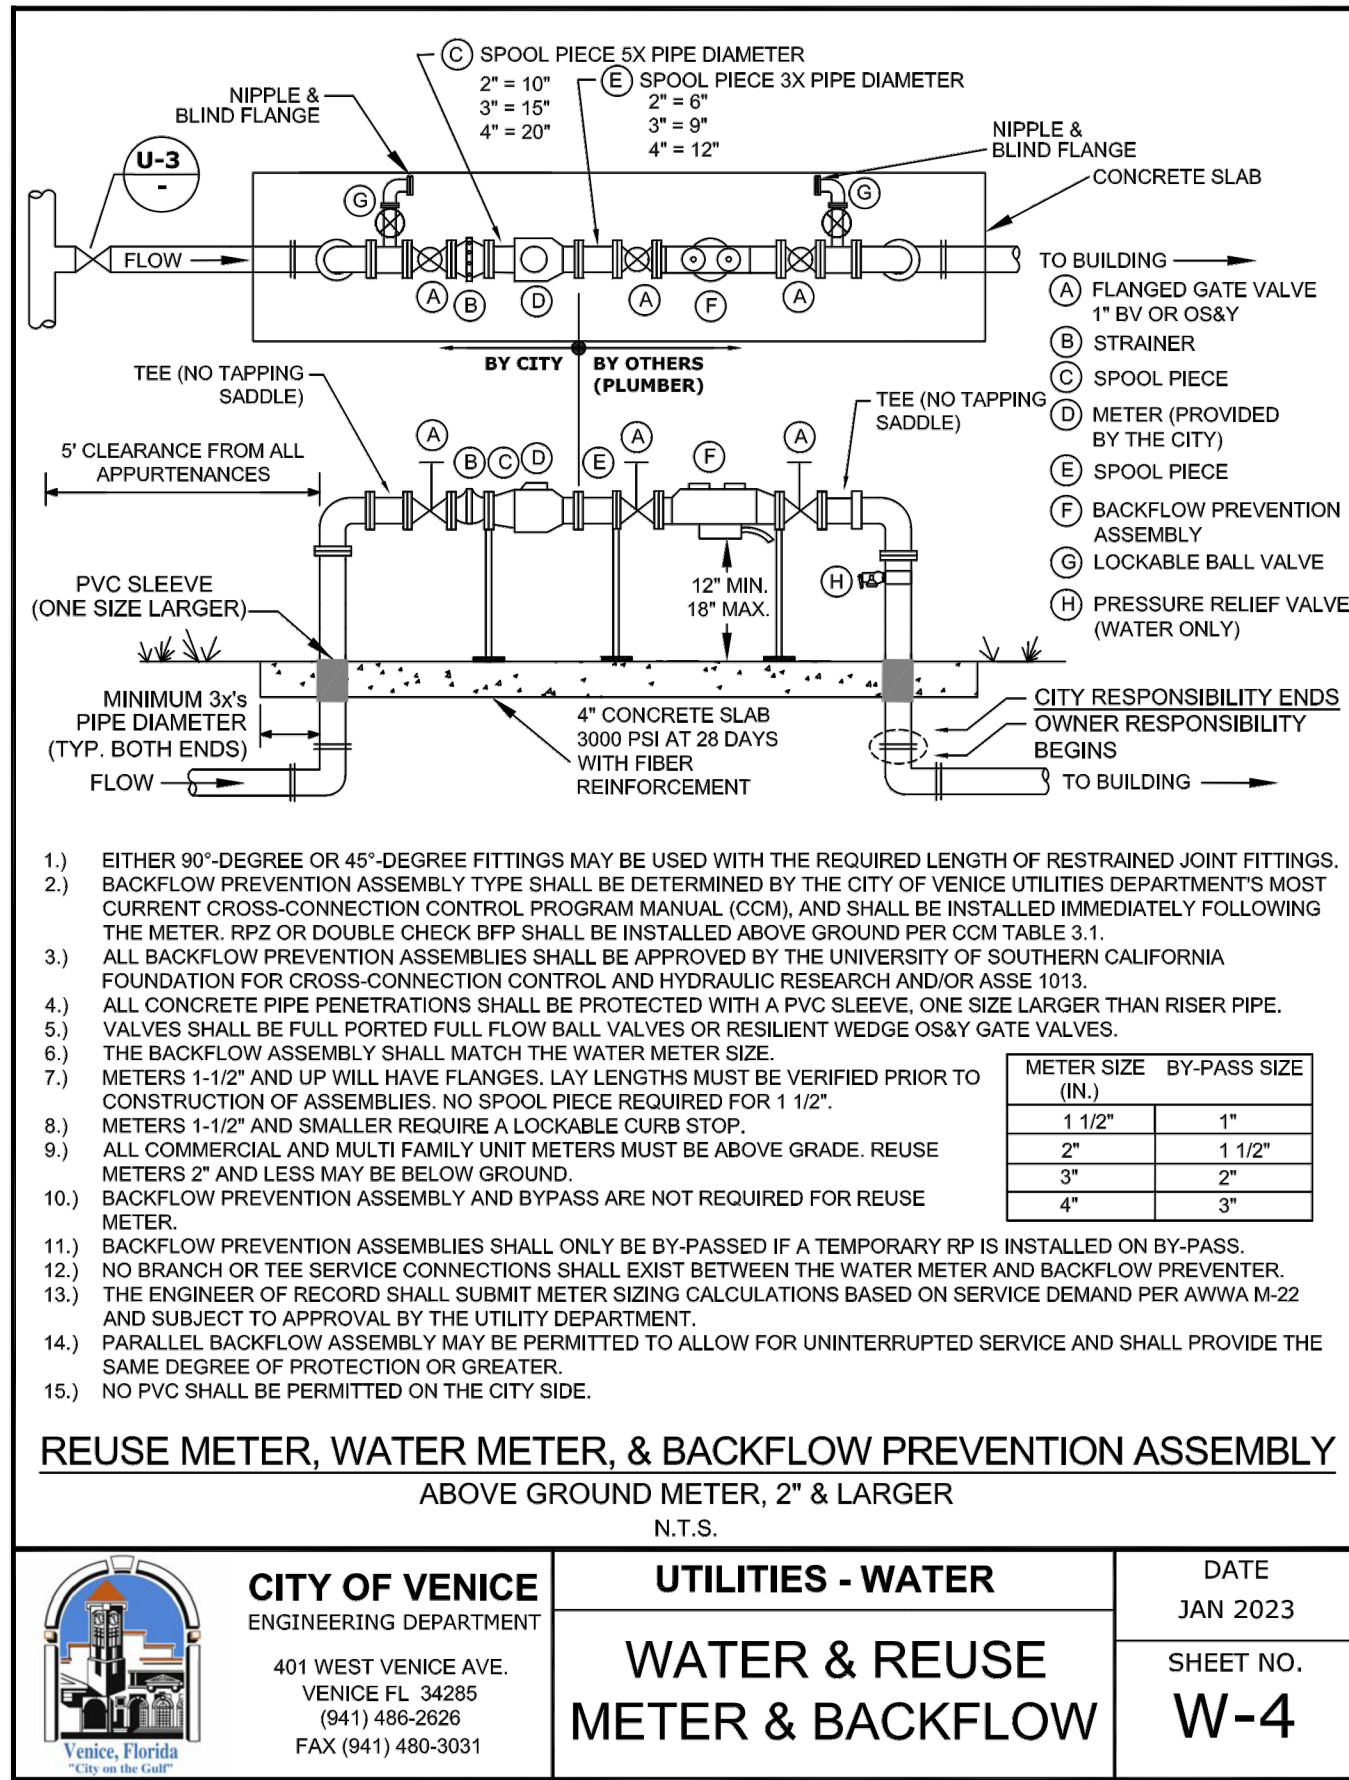 C SPOOL PIECE 5X PIPE DIAMETER
2" = 10"
3" = 15"
4" = 20"
E SPOOL PIECE 3X PIPE DIAMETER
2" = 6"
3" = 9"
4" = 12"
NIPPLE &
BLIND FLANGE
NIPPLE &
BLIND FLANGE
CONCRETE SLAB
U-3
-
G
G
FLOW
A
B
D
A
F
A
TO BUILDING
A FLANGED GATE VALVE
1" BV OR OS&Y
B STRAINER
C SPOOL PIECE
D METER (PROVIDED
BY THE CITY)
E SPOOL PIECE
F BACKFLOW PREVENTION
ASSEMBLY
G LOCKABLE BALL VALVE
H PRESSURE RELIEF VALVE
(WATER ONLY)
BY CITY
BY OTHERS
(PLUMBER)
TEE (NO TAPPING
SADDLE)
TEE (NO TAPPING
SADDLE)
5' CLEARANCE FROM ALL
APPURTENANCES
A
B
C
D
E
A
F
A
12" MIN.
18" MAX.
H
PVC SLEEVE
(ONE SIZE LARGER)
MINIMUM 3x's
PIPE DIAMETER
(TYP. BOTH ENDS)
FLOW
4" CONCRETE SLAB
3000 PSI AT 28 DAYS
WITH FIBER
REINFORCEMENT
CITY RESPONSIBILITY ENDS
OWNER RESPONSIBILITY
BEGINS
TO BUILDING
1.) EITHER 90°-DEGREE OR 45°-DEGREE FITTINGS MAY BE USED WITH THE REQUIRED LENGTH OF RESTRAINED JOINT FITTINGS.
2.) BACKFLOW PREVENTION ASSEMBLY TYPE SHALL BE DETERMINED BY THE CITY OF VENICE UTILITIES DEPARTMENT'S MOST
CURRENT CROSS-CONNECTION CONTROL PROGRAM MANUAL (CCM), AND SHALL BE INSTALLED IMMEDIATELY FOLLOWING
THE METER. RPZ OR DOUBLE CHECK BFP SHALL BE INSTALLED ABOVE GROUND PER CCM TABLE 3.1.
3.) ALL BACKFLOW PREVENTION ASSEMBLIES SHALL BE APPROVED BY THE UNIVERSITY OF SOUTHERN CALIFORNIA
FOUNDATION FOR CROSS-CONNECTION CONTROL AND HYDRAULIC RESEARCH AND/OR ASSE 1013.
4.) ALL CONCRETE PIPE PENETRATIONS SHALL BE PROTECTED WITH A PVC SLEEVE, ONE SIZE LARGER THAN RISER PIPE.
5.) VALVES SHALL BE FULL PORTED FULL FLOW BALL VALVES OR RESILIENT WEDGE OS&Y GATE VALVES.
6.) THE BACKFLOW ASSEMBLY SHALL MATCH THE WATER METER SIZE.
7.) METERS 1-1/2" AND UP WILL HAVE FLANGES. LAY LENGTHS MUST BE VERIFIED PRIOR TO
CONSTRUCTION OF ASSEMBLIES. NO SPOOL PIECE REQUIRED FOR 1 1/2".
8.) METERS 1-1/2" AND SMALLER REQUIRE A LOCKABLE CURB STOP.
9.) ALL COMMERCIAL AND MULTI FAMILY UNIT METERS MUST BE ABOVE GRADE. REUSE
METERS 2" AND LESS MAY BE BELOW GROUND.
10.) BACKFLOW PREVENTION ASSEMBLY AND BYPASS ARE NOT REQUIRED FOR REUSE
METER.
METER SIZE BY-PASS SIZE
(IN.)
1 1/2" 1"
2" 1 1/2"
3" 2"
4" 3"
11.) BACKFLOW PREVENTION ASSEMBLIES SHALL ONLY BE BY-PASSED IF A TEMPORARY RP IS INSTALLED ON BY-PASS.
12.) NO BRANCH OR TEE SERVICE CONNECTIONS SHALL EXIST BETWEEN THE WATER METER AND BACKFLOW PREVENTER.
13.) THE ENGINEER OF RECORD SHALL SUBMIT METER SIZING CALCULATIONS BASED ON SERVICE DEMAND PER AWWA M-22
AND SUBJECT TO APPROVAL BY THE UTILITY DEPARTMENT.
14.) PARALLEL BACKFLOW ASSEMBLY MAY BE PERMITTED TO ALLOW FOR UNINTERRUPTED SERVICE AND SHALL PROVIDE THE
SAME DEGREE OF PROTECTION OR GREATER.
15.) NO PVC SHALL BE PERMITTED ON THE CITY SIDE.
REUSE METER, WATER METER, & BACKFLOW PREVENTION ASSEMBLY
ABOVE GROUND METER, 2" & LARGER
N.T.S.
Venice, Florida
"City on the Gulf"
CITY OF VENICE
ENGINEERING DEPARTMENT
401 WEST VENICE AVE.
VENICE FL 34285
(941) 486-2626
FAX (941) 480-3031
UTILITIES - WATER
WATER & REUSE
METER & BACKFLOW
DATE
JAN 2023
SHEET NO.
W-4